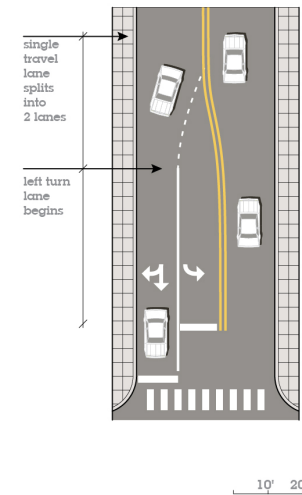 single
travel
lane
splits
into
2 lanes
left turn
lane
begins
10' 20